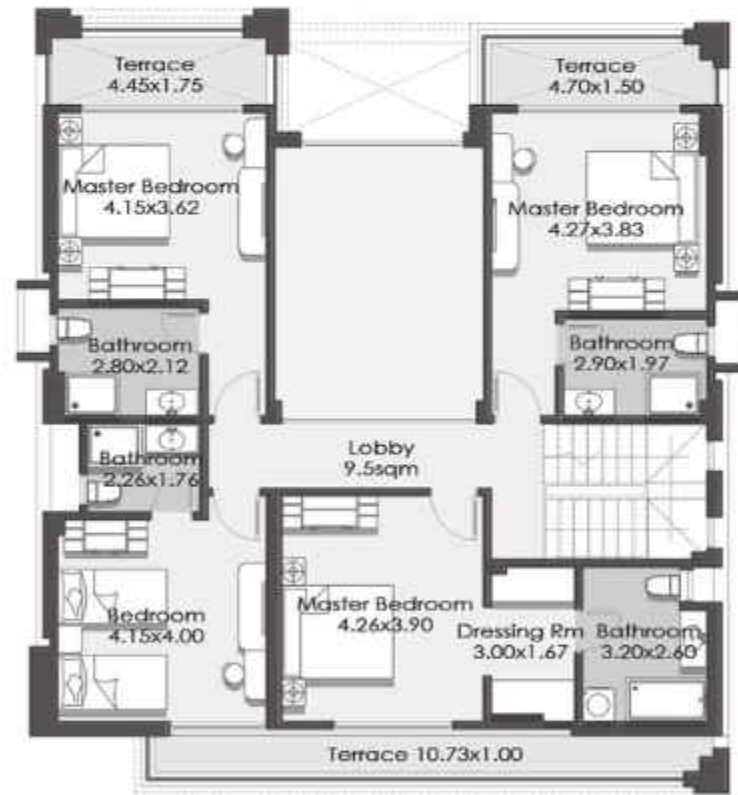 Terrace
4.45x1.75
Terrace
4.70x1.50
Master Bedroom
4.15x3.62
Master Bedroom
4.27x3.83
Bathroom
2.80x2.12
Bathroom
2.90x1.97
Lobby
9.5sqm
Bathroom
2.26x1.76
Bedroom
4.15x4.00
Master Bedroom
4.26x3.90
Dressing Rm
3.00x1.67
Bathroom
3.20x2.60
Terrace 10.73x1.00